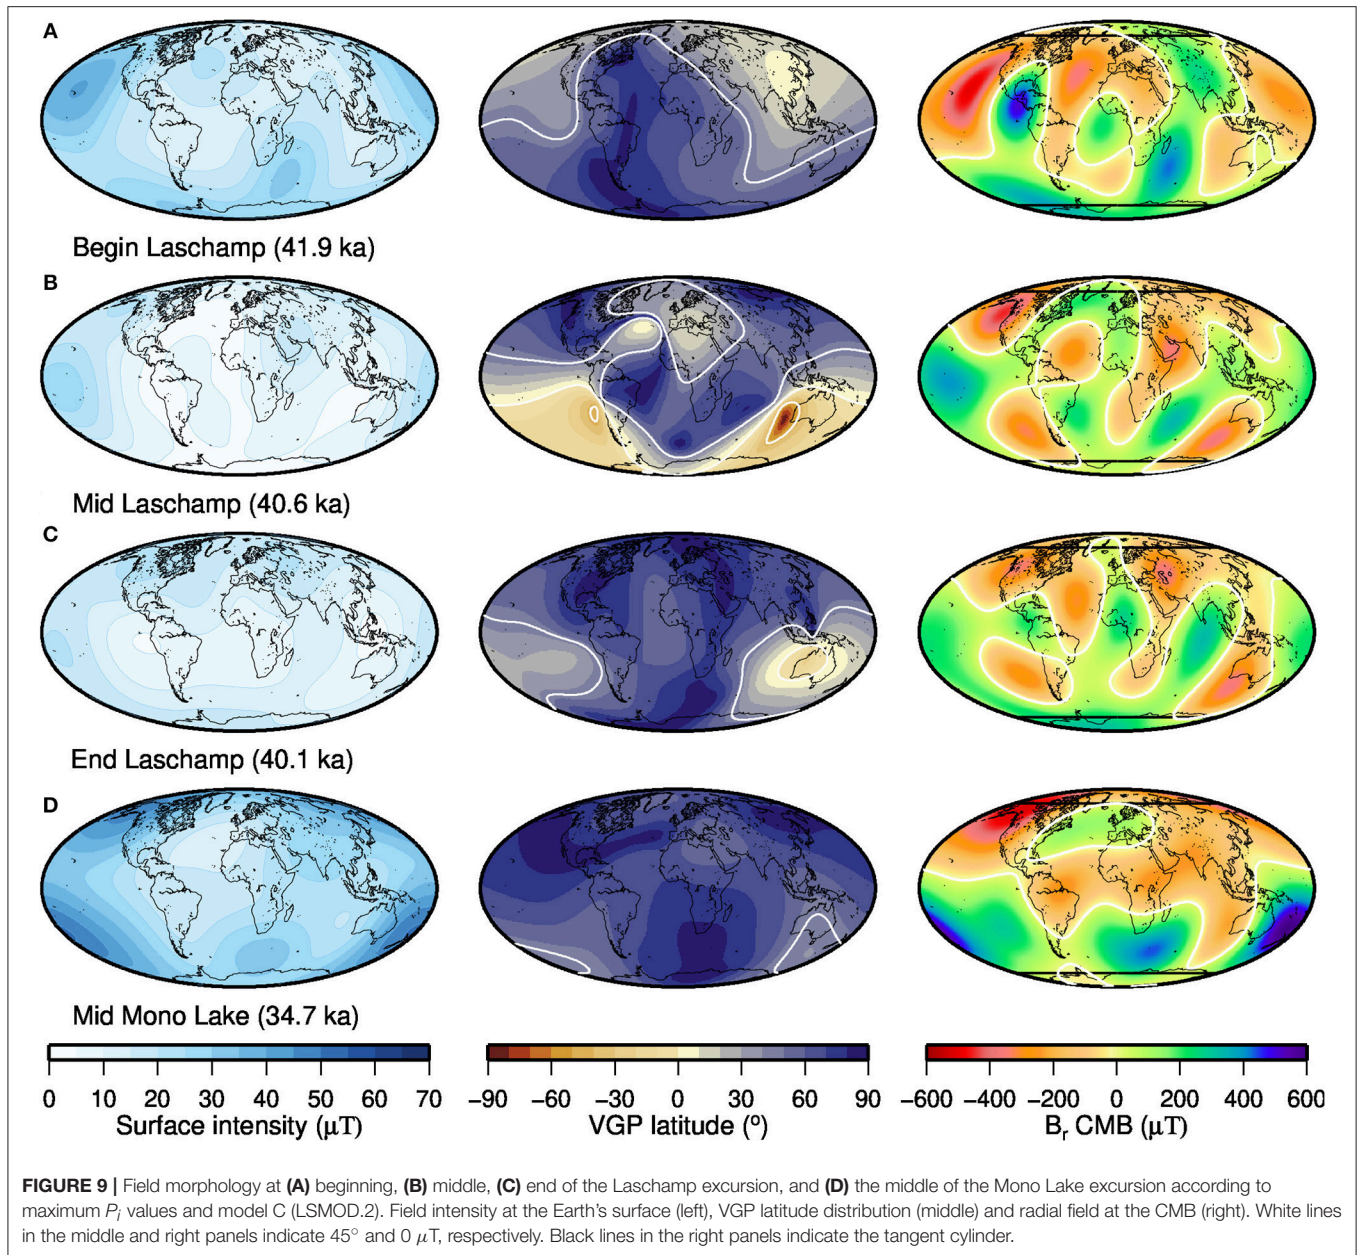 A
Begin Laschamp (41.9 ka)
B
Mid Laschamp (40.6 ka)
C
End Laschamp (40.1 ka)
D
Mid Mono Lake (34.7 ka)
0 10 20 30 40 50 60 70
Surface intensity (μT)
−90 −60 −30 0 30 60 90
VGP latitude (º)
−600 −400 −200 0 200 400 600
Br CMB (μT)
FIGURE 9 | Field morphology at (A) beginning, (B) middle, (C) end of the Laschamp excursion, and (D) the middle of the Mono Lake excursion according to
maximum Pi values and model C (LSMOD.2). Field intensity at the Earth's surface (left), VGP latitude distribution (middle) and radial field at the CMB (right). White lines
in the middle and right panels indicate 45° and 0 μT, respectively. Black lines in the right panels indicate the tangent cylinder.